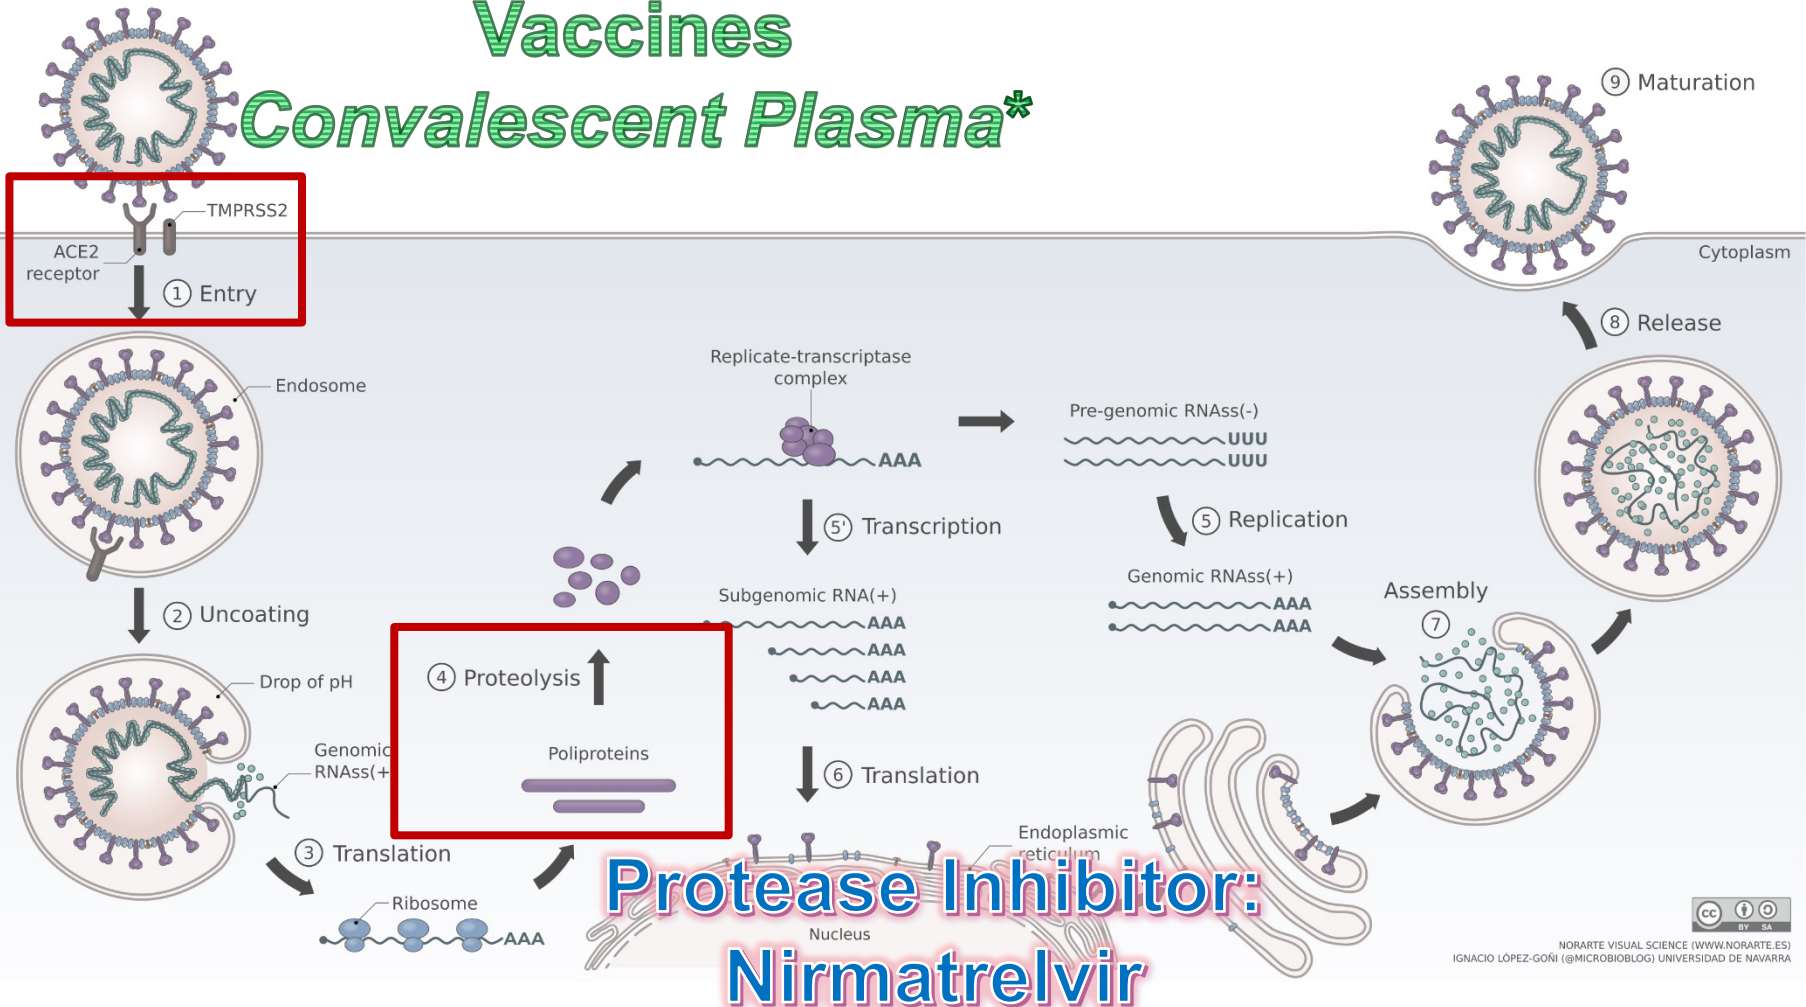 Vaccines
Convalescent Plasma*
9 Maturation
TMPRSS2
ACE2
receptor
Cytoplasm
1 Entry
8 Release
Endosome
Replicate-transcriptase
complex
Pre-genomic RNAss(-)
UUU
UUU
AAA
5' Transcription
5 Replication
2 Uncoating
Subgenomic RNA(+)
AAA
AAA
AAA
AAA
Genomic RNAss(+)
AAA
AAA
Assembly
7
4 Proteolysis
Drop of pH
Genomic
RNAss(+
Poliproteins
6 Translation
3 Translation
Endoplasmic
reticulum
Ribosome
AAA
Protease Inhibitor:
Nucleus
Nirmatrelvir
cc
BY SA
NORARTE VISUAL SCIENCE (WWW.NORARTE.ES)
IGNACIO LÓPEZ-GOÑI (@MICROBIOBLOG) UNIVERSIDAD DE NAVARRA